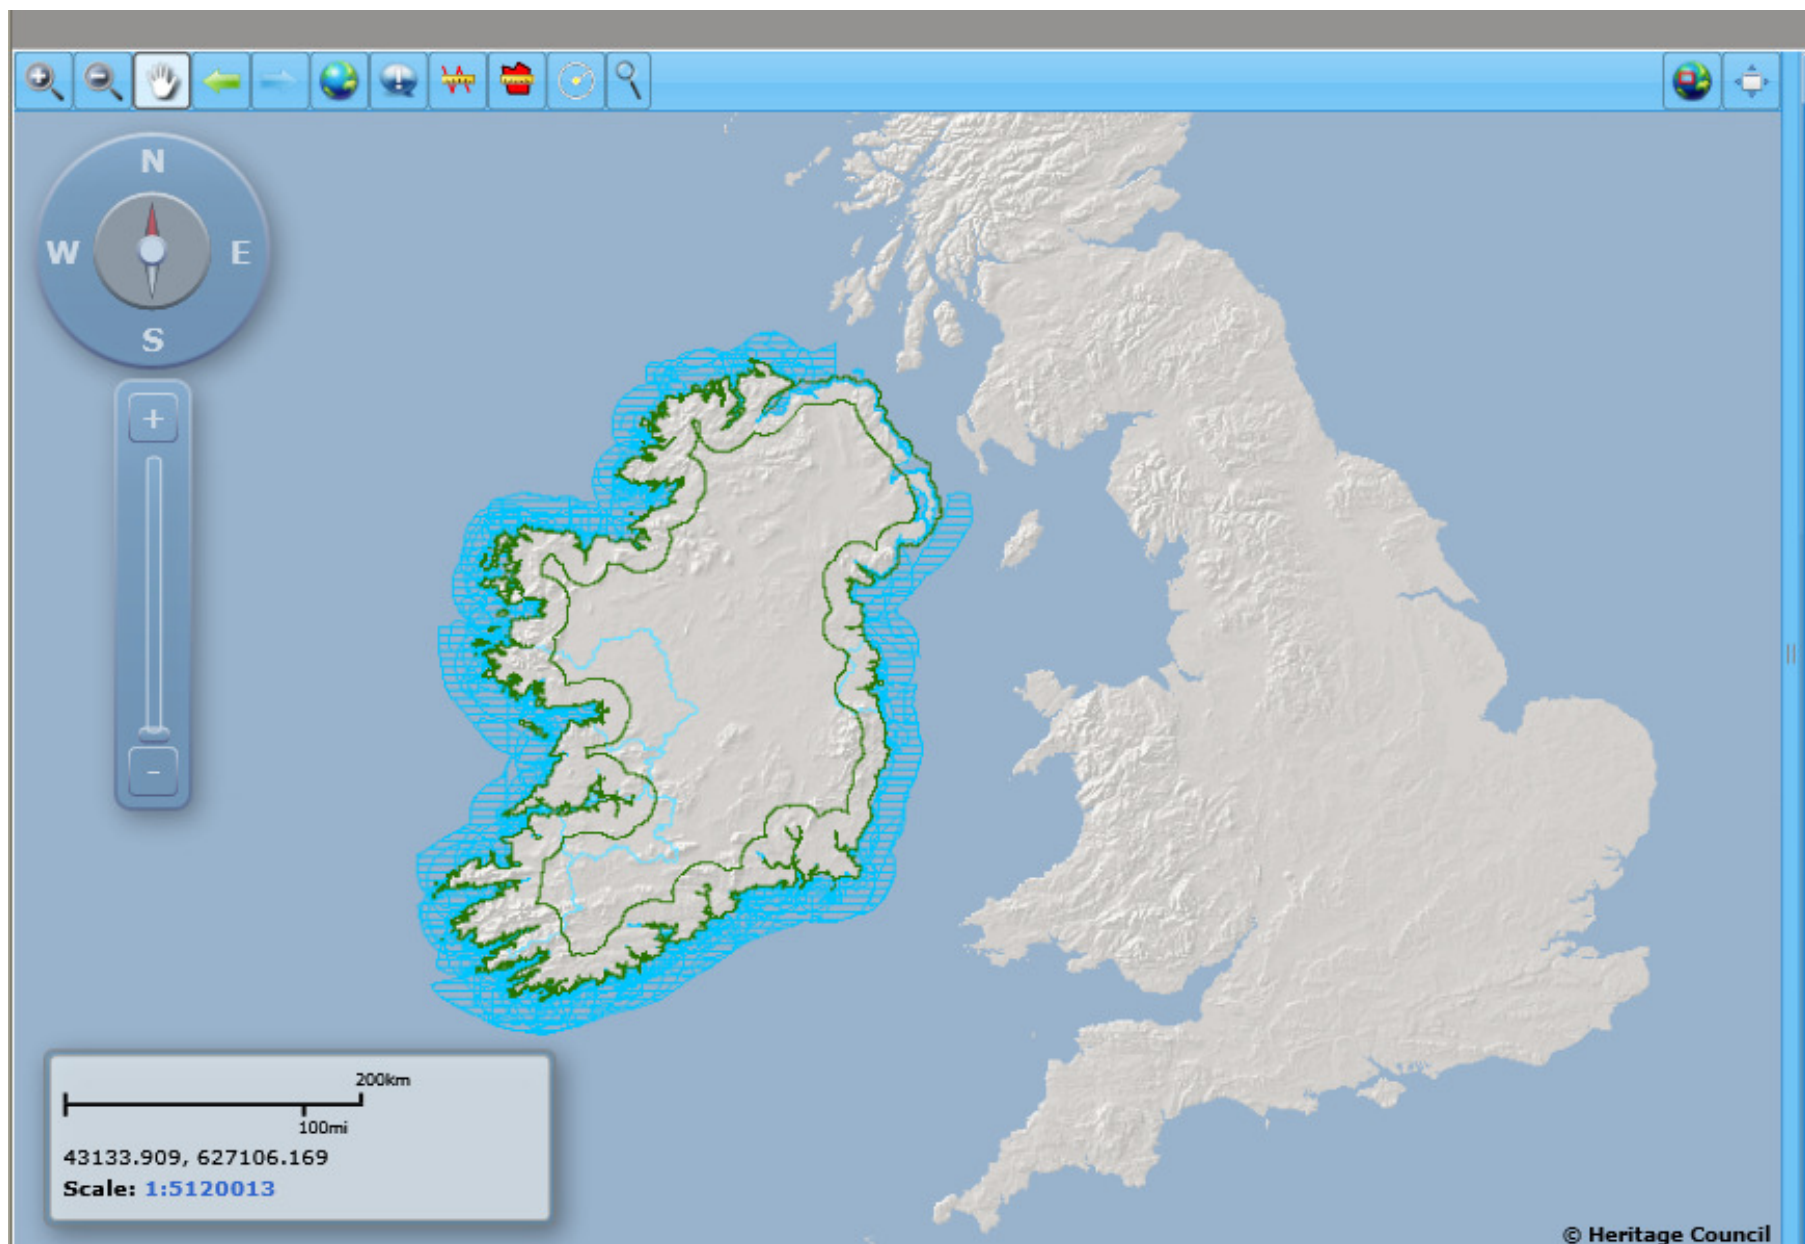 N
W E
S
+
-
200km
100mi
43133.909, 627106.169
Scale: 1:5120013
© Heritage Council